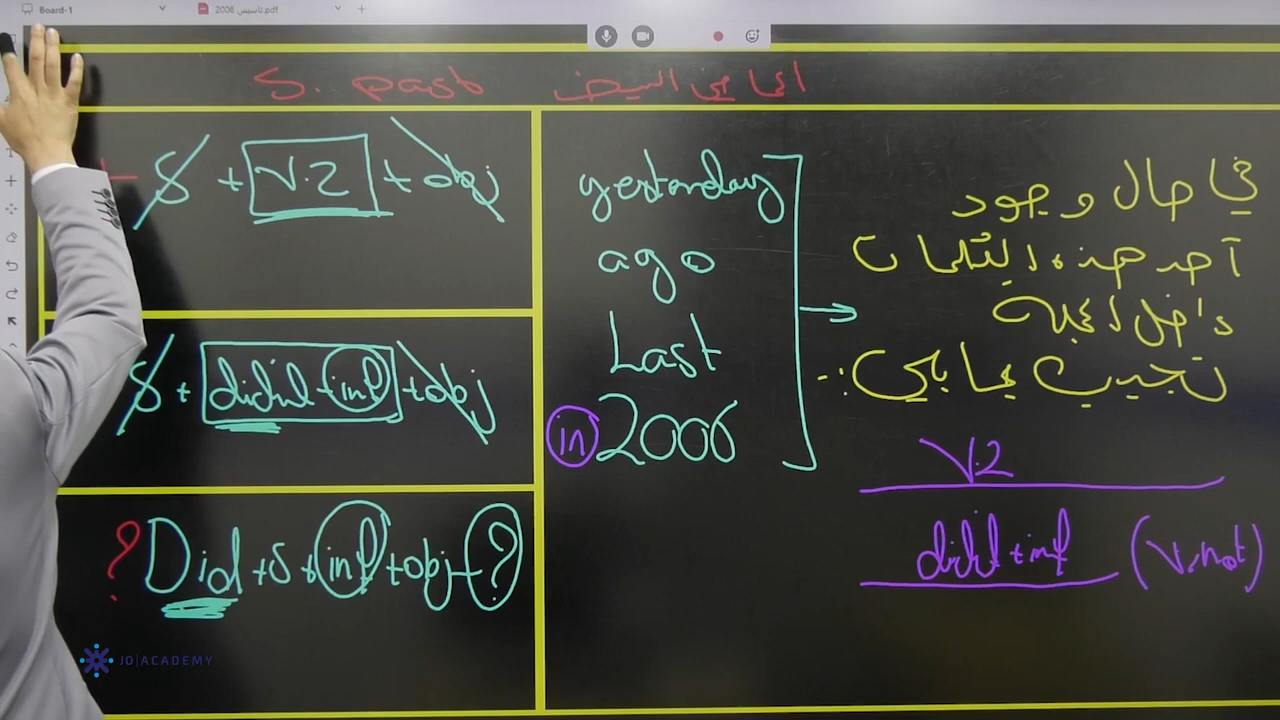 Board-1
تاسيس 2006.pdf
S. past الماضي البسيط
+ S + V.2 + obj
S + didn't + inf + obj
? Did + S + inf + obj + ?
yesterday
ago
Last
in 2006
في حال وجود
أحد هذه الكلمات
داخل الجملة
نجيب بما يلي:
V.2
didn't + inf (V, not)
JO|ACADEMY